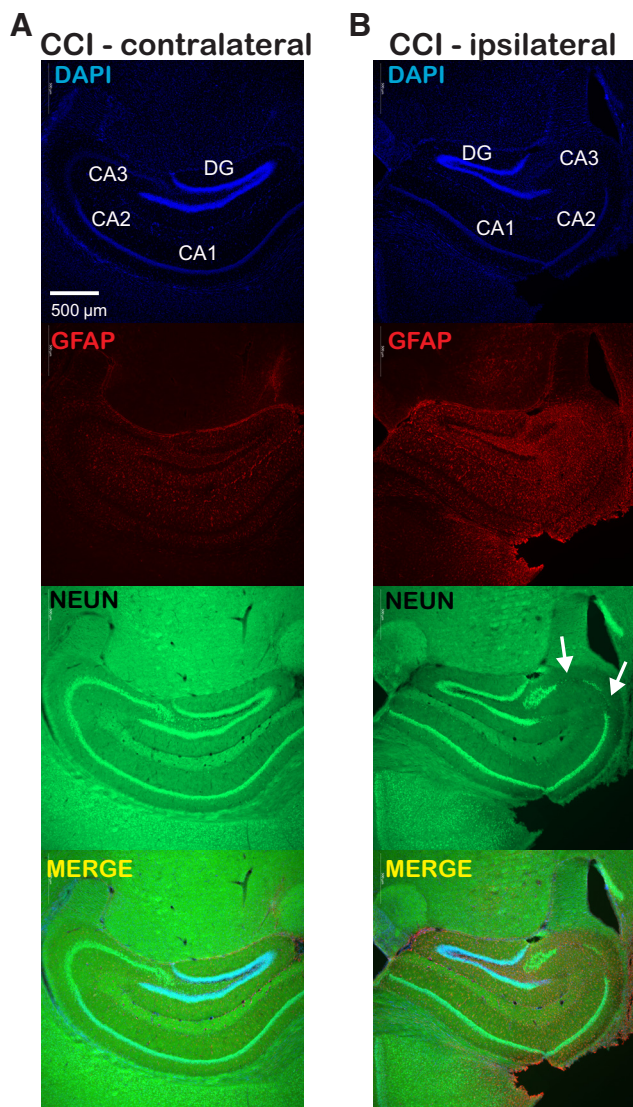 A
CCI - contralateral
DAPI
CA3
DG
CA2
CA1
500 µm
GFAP
NEUN
MERGE
B
CCI - ipsilateral
DAPI
DG
CA3
CA1
CA2
GFAP
NEUN
MERGE